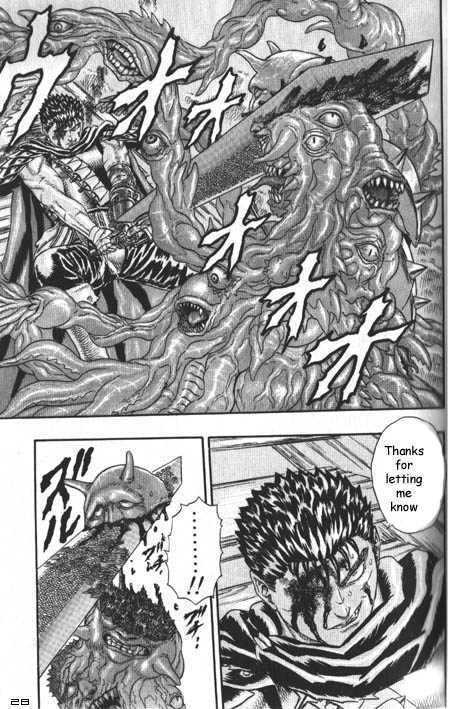 ウオオ
オオオ
Thanks
for
letting
me
know
ズル
........!!
28